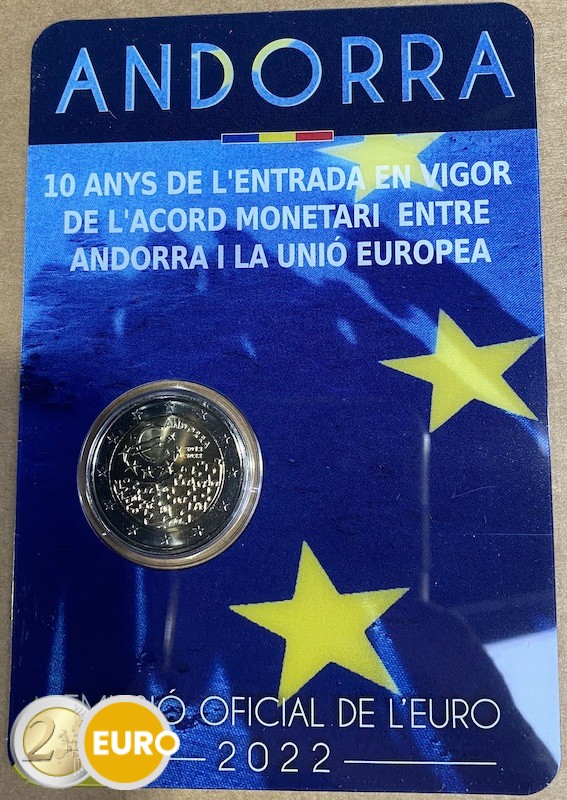 ANDORRA
10 ANYS DE L'ENTRADA EN VIGOR
DE L'ACORD MONETARI ENTRE
ANDORRA I LA UNIÓ EUROPEA
ANDORRA
OFICIAL DE L'EURO
2022
2 EURO